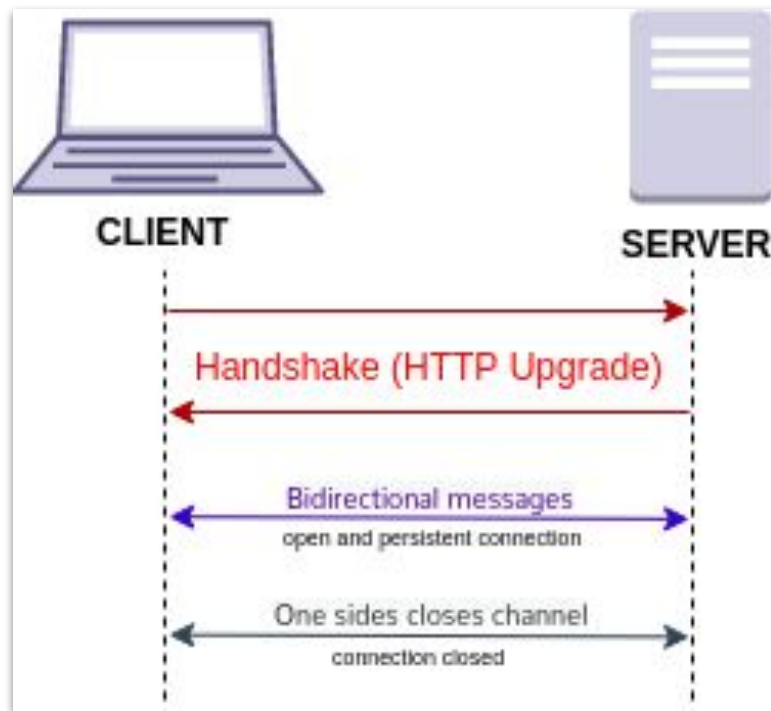 CLIENT
SERVER
Handshake (HTTP Upgrade)
Bidirectional messages
open and persistent connection
One sides closes channel
connection closed